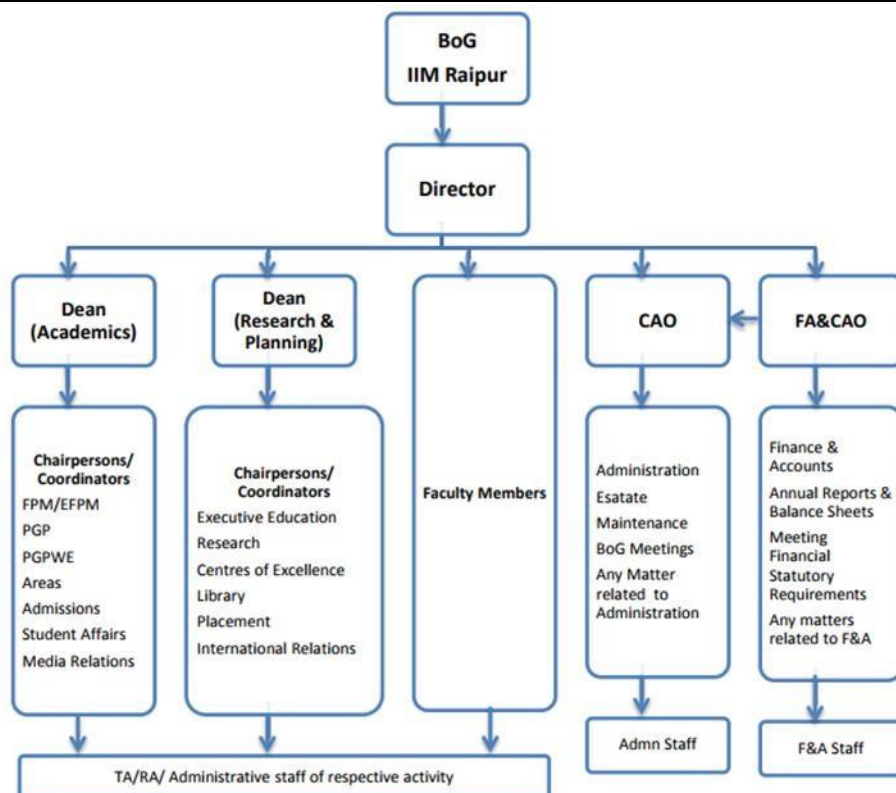 BoG
IIM Raipur
Director
Dean
(Academics)
Dean
(Research &
Planning)
CAO
FA&CAO
Chairpersons/
Coordinators
FPM/EFPM
PGP
PGPWE
Areas
Admissions
Student Affairs
Media Relations
Chairpersons/
Coordinators
Executive Education
Research
Centres of Excellence
Library
Placement
International Relations
Faculty Members
Administration
Esatate
Maintenance
BoG Meetings
Any Matter
related to
Administration
Finance &
Accounts
Annual Reports &
Balance Sheets
Meeting
Financial
Statutory
Requirements
Any matters
related to F&A
Admn Staff
F&A Staff
TA/RA/ Administrative staff of respective activity